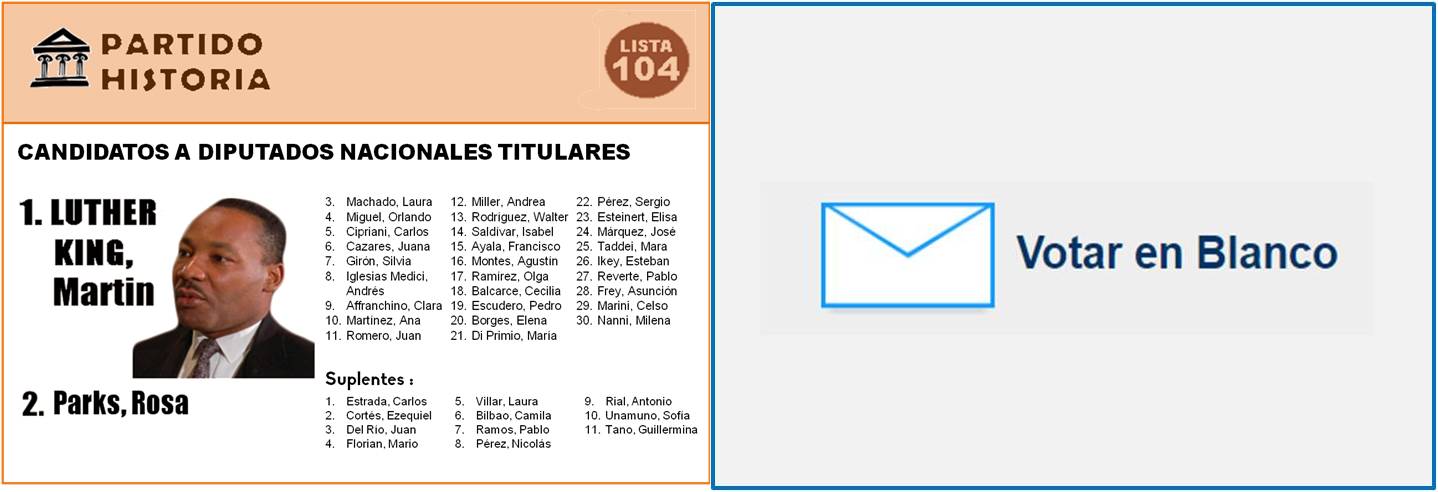 PARTIDO
HISTORIA
LISTA
104
CANDIDATOS A DIPUTADOS NACIONALES TITULARES
1. LUTHER
KING,
Martin
2. Parks, Rosa
3. Machado, Laura
4. Miguel, Orlando
5. Cipriani, Carlos
6. Cazares, Juana
7. Girón, Silvia
8. Iglesias Medici,
Andrés
9. Affranchino, Clara
10. Martinez, Ana
11. Romero, Juan
12. Miller, Andrea
13. Rodríguez, Walter
14. Saldívar, Isabel
15. Ayala, Francisco
16. Montes, Agustin
17. Ramírez, Olga
18. Balcarce, Cecilia
19. Escudero, Pedro
20. Borges, Elena
21. Di Primio, María
22. Pérez, Sergio
23. Esteinert, Elisa
24. Márquez, José
25. Taddei, Mara
26. Ikey, Esteban
27. Reverte, Pablo
28. Frey, Asunción
29. Marini, Celso
30. Nanni, Milena
Suplentes :
1. Estrada, Carlos
2. Cortés, Ezequiel
3. Del Río, Juan
4. Florian, Mario
5. Villar, Laura
6. Bilbao, Camila
7. Ramos, Pablo
8. Pérez, Nicolás
9. Rial, Antonio
10. Unamuno, Sofía
11. Tano, Guillermina
Votar en Blanco